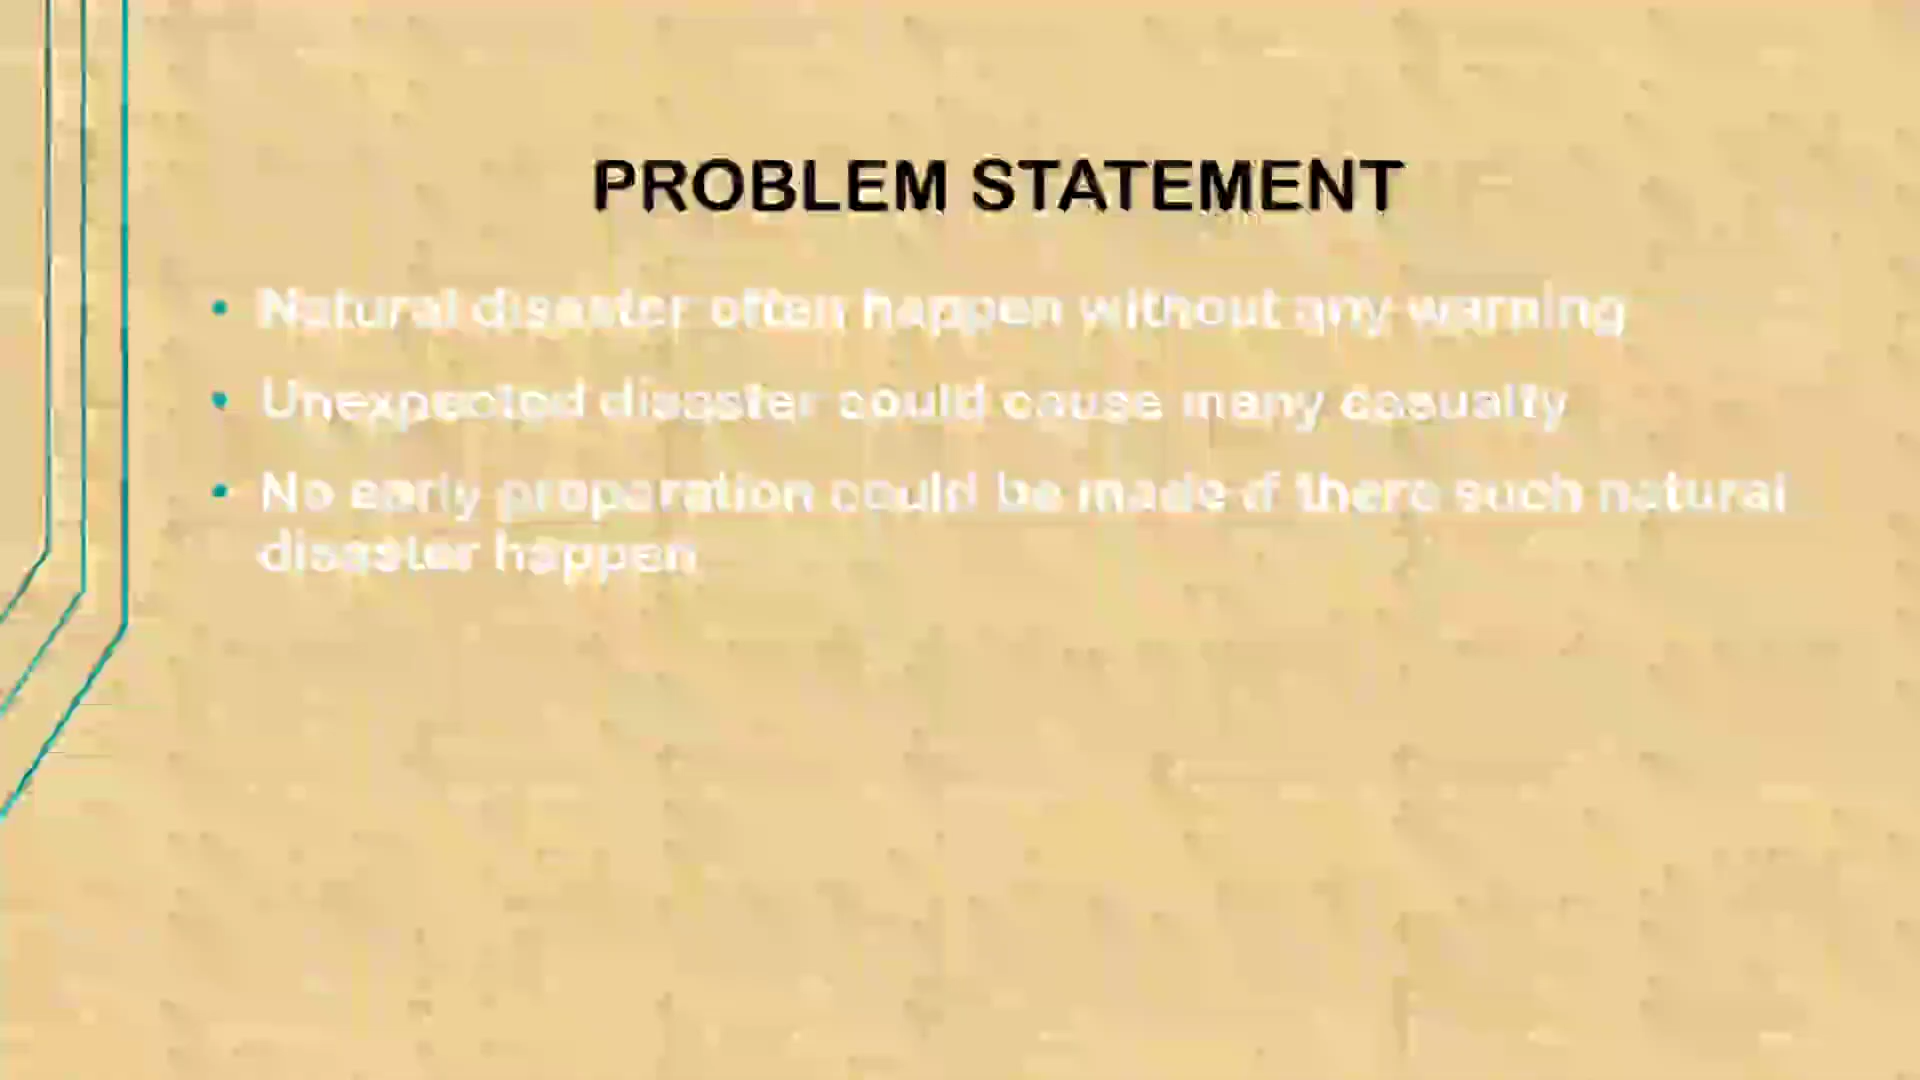 PROBLEM STATEMENT
• Natural disaster often happen without any warning
• Unexpected disaster could cause many casualty
• No early preparation could be made if there such natural
disaster happen